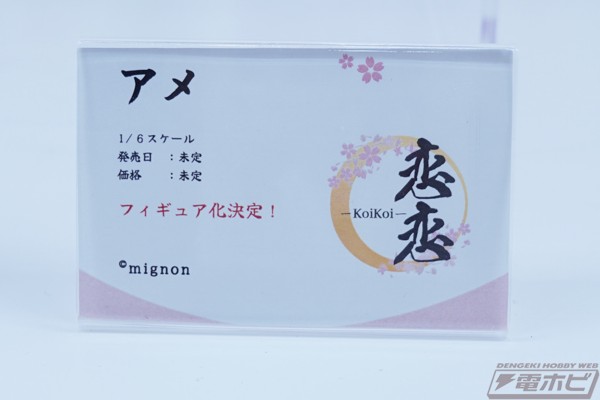 アメ
1/6スケール
発売日　：未定
価格　　：未定
フィギュア化決定！
©mignon
恋恋
—KoiKoi—
DENGEKI HOBBY WEB
電ホビ